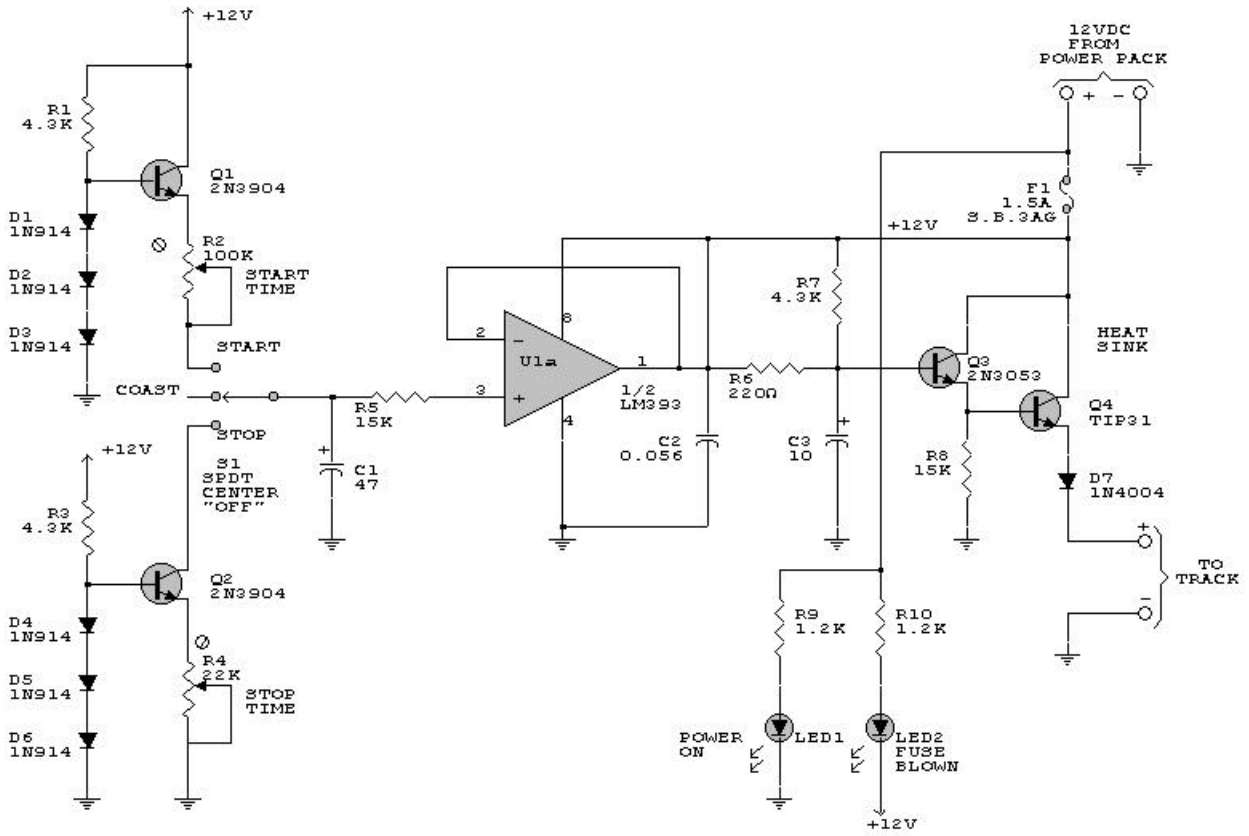 +12V
12VDC
FROM
POWER PACK
+ -
R1
4.3K
Q1
2N3904
F1
1.5A
S.B.3AG
D1
1N914
R2
100K
+12V
D2
1N914
START
TIME
R7
4.3K
D3
1N914
8
2
-
U1a
START
HEAT
SINK
1
Q3
2N3053
COAST
R5
15K
3
+
1/2
LM393
R6
220Ω
Q4
TIP31
4
STOP
+12V
S1
SPDT
CENTER
"OFF"
+
C1
47
C2
0.056
+
C3
10
R8
15K
D7
1N4004
R3
4.3K
+
TO
TRACK
-
Q2
2N3904
D4
1N914
R9
1.2K
R10
1.2K
R4
22K
D5
1N914
STOP
TIME
D6
1N914
POWER
ON
LED1
LED2
FUSE
BLOWN
+12V